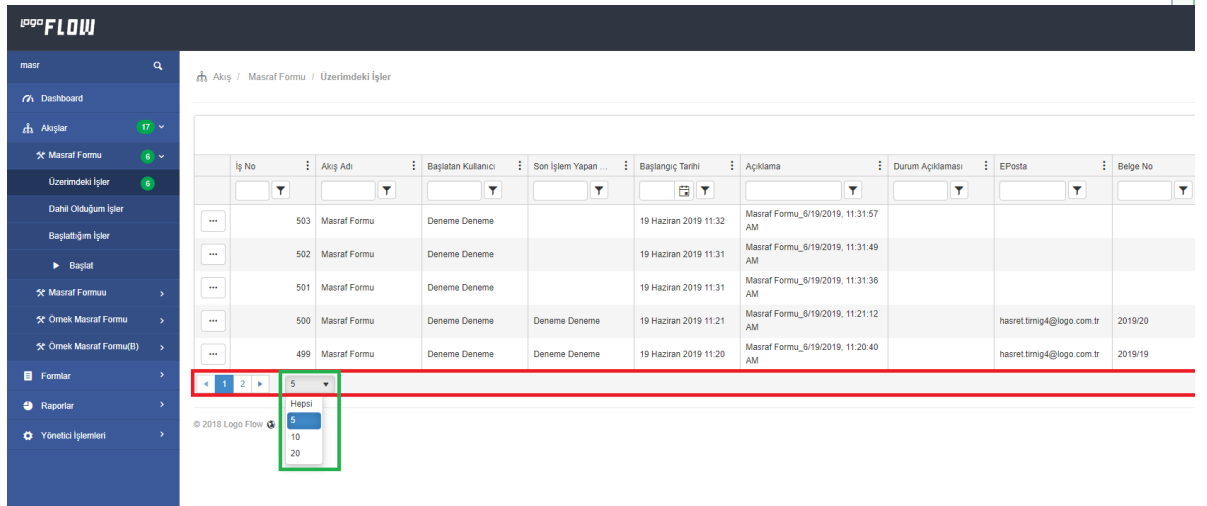 logo FLOW
masr
Dashboard
Akışlar 17
Masraf Formu 6
Üzerimdeki İşler 6
Dahil Olduğum İşler
Başlattığım İşler
Başlat
Masraf Formuu
Örnek Masraf Formu
Örnek Masraf Formu(B)
Formlar
Raporlar
Yönetici İşlemleri
Akış / Masraf Formu / Üzerimdeki İşler
İş No Akış Adı Başlatan Kullanıcı Son İşlem Yapan ... Başlangıç Tarihi Açıklama Durum Açıklaması EPosta Belge No
503 Masraf Formu Deneme Deneme 19 Haziran 2019 11:32 Masraf Formu_6/19/2019, 11:31:57
AM
502 Masraf Formu Deneme Deneme 19 Haziran 2019 11:31 Masraf Formu_6/19/2019, 11:31:49
AM
501 Masraf Formu Deneme Deneme 19 Haziran 2019 11:31 Masraf Formu_6/19/2019, 11:31:36
AM
500 Masraf Formu Deneme Deneme Deneme Deneme 19 Haziran 2019 11:21 Masraf Formu_6/19/2019, 11:21:12 hasret.tirnig4@logo.com.tr 2019/20
AM
499 Masraf Formu Deneme Deneme Deneme Deneme 19 Haziran 2019 11:20 Masraf Formu_6/19/2019, 11:20:40 hasret.tirnig4@logo.com.tr 2019/19
AM
1 2 5
Hepsi
5
10
20
© 2018 Logo Flow